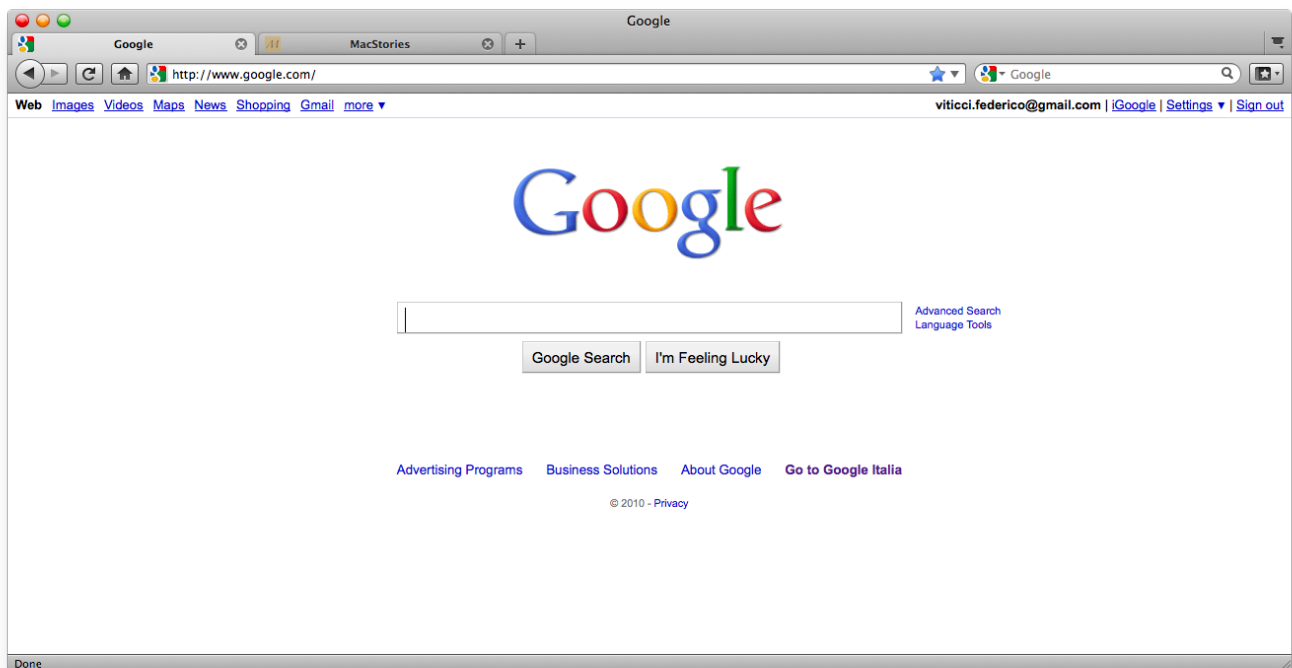 Google
Google MacStories
http://www.google.com/ Google
Web Images Videos Maps News Shopping Gmail more ▼ viticci.federico@gmail.com | iGoogle | Settings ▼ | Sign out
Google
Advanced Search
Language Tools
Google Search I'm Feeling Lucky
Advertising Programs Business Solutions About Google Go to Google Italia
© 2010 - Privacy
Done